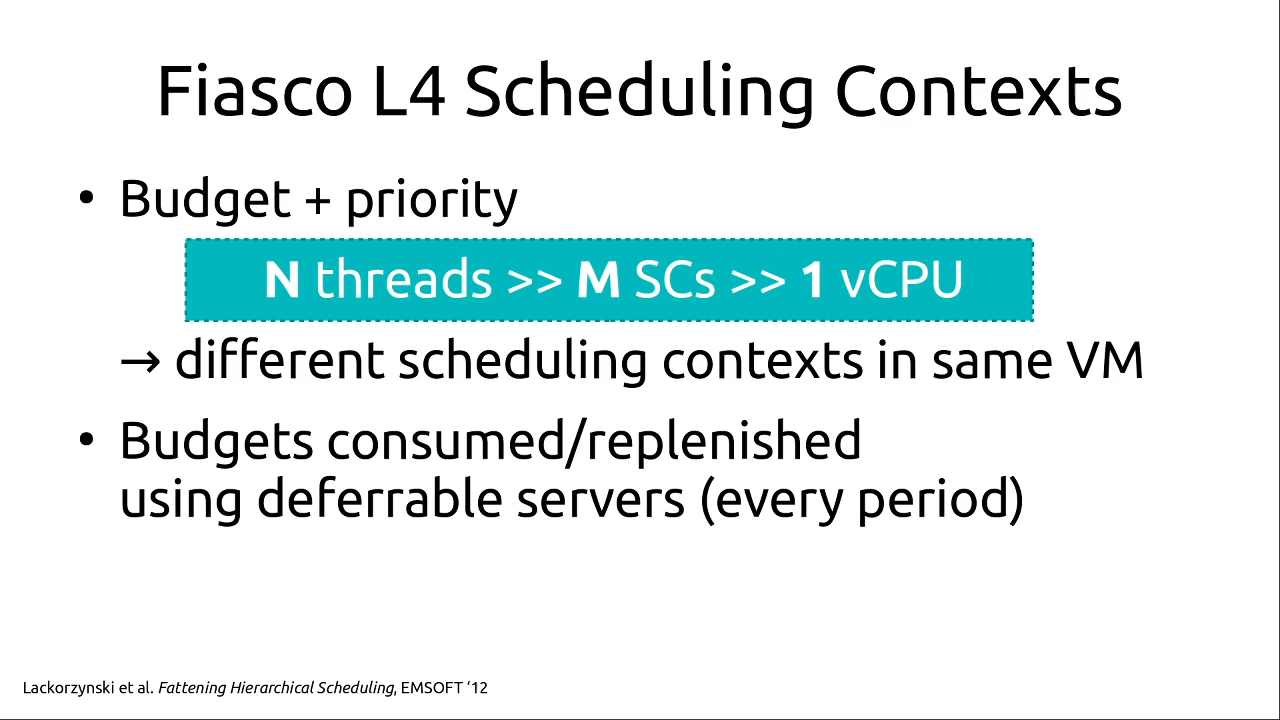 Fiasco L4 Scheduling Contexts
• Budget + priority
N threads >> M SCs >> 1 vCPU
→ different scheduling contexts in same VM
• Budgets consumed/replenished
using deferrable servers (every period)
Lackorzynski et al. Fattening Hierarchical Scheduling, EMSOFT ‘12